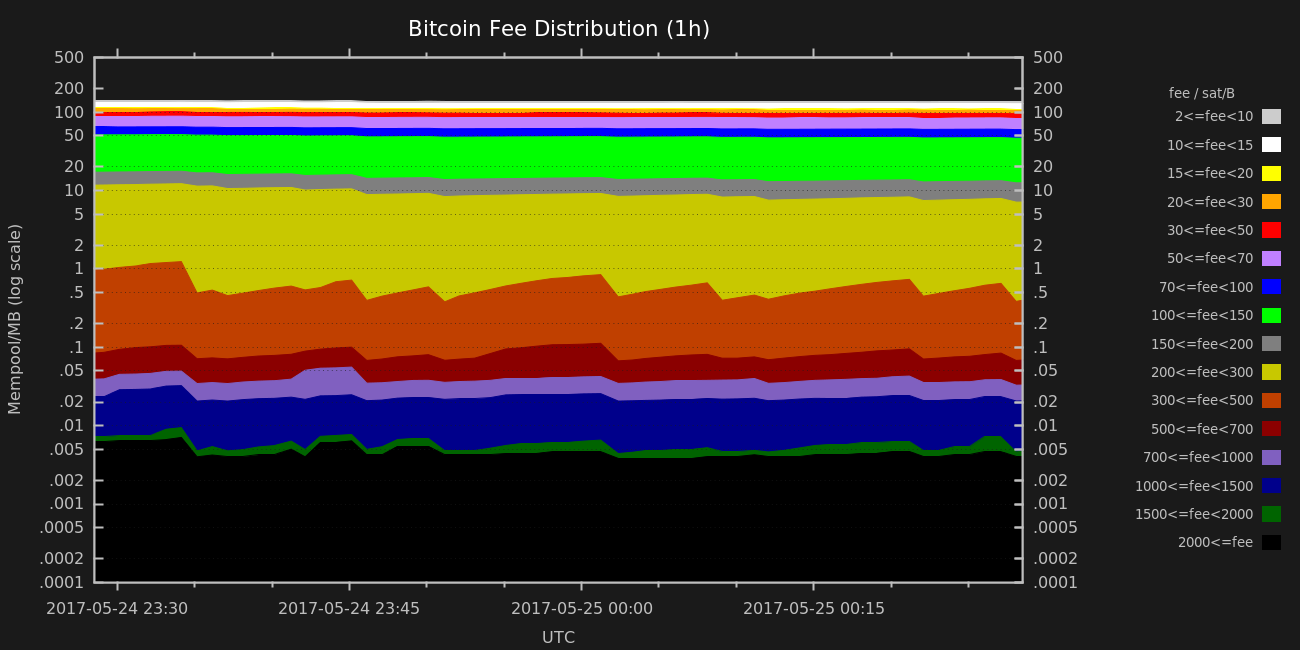 Bitcoin Fee Distribution (1h)
Mempool/MB (log scale)
500
200
100
50
20
10
5
2
1
.5
.2
.1
.05
.02
.01
.005
.002
.001
.0005
.0002
.0001
500
200
100
50
20
10
5
2
1
.5
.2
.1
.05
.02
.01
.005
.002
.001
.0005
.0002
.0001
2017-05-24 23:30 2017-05-24 23:45 2017-05-25 00:00 2017-05-25 00:15
UTC
fee / sat/B
2<=fee<10
10<=fee<15
15<=fee<20
20<=fee<30
30<=fee<50
50<=fee<70
70<=fee<100
100<=fee<150
150<=fee<200
200<=fee<300
300<=fee<500
500<=fee<700
700<=fee<1000
1000<=fee<1500
1500<=fee<2000
2000<=fee